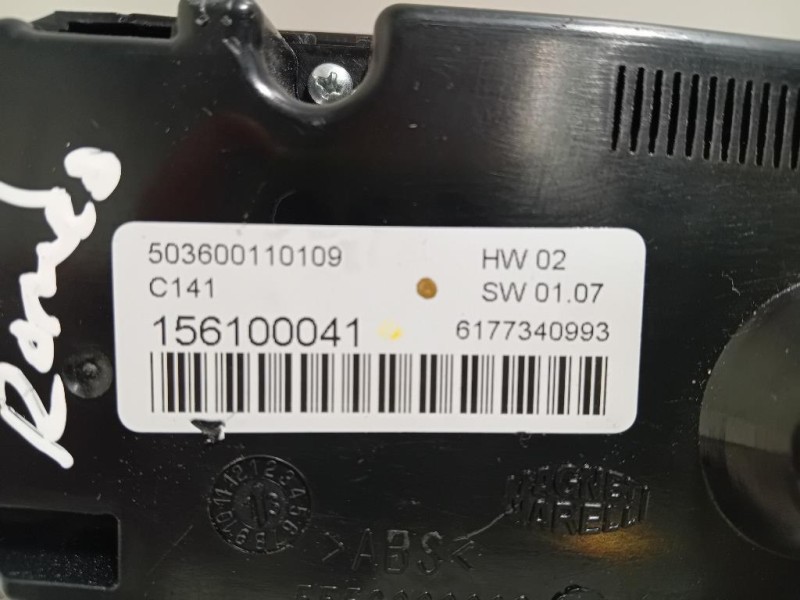 503600110109
HW 02
C141
SW 01.07
156100041
6177340993
MAGNETI
MARELLI
>ABS<